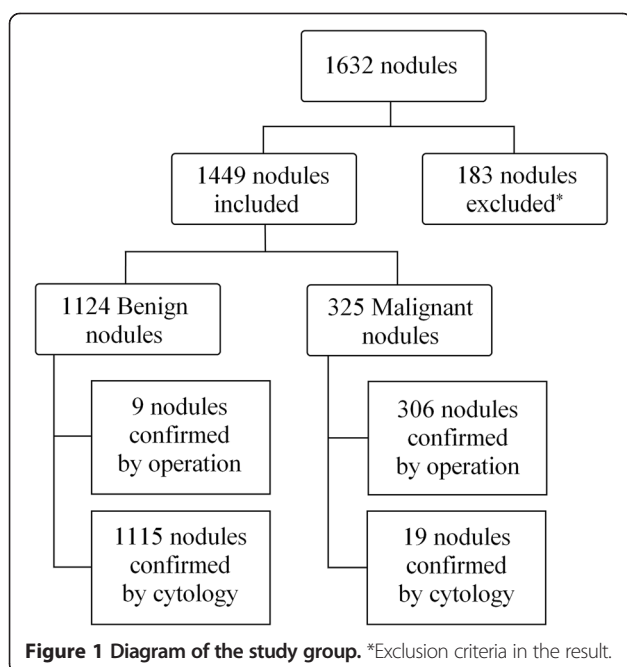 1632 nodules
1449 nodules
included
183 nodules
excluded*
1124 Benign
nodules
325 Malignant
nodules
9 nodules
confirmed
by operation
306 nodules
confirmed
by operation
1115 nodules
confirmed
by cytology
19 nodules
confirmed
by cytology
Figure 1 Diagram of the study group. *Exclusion criteria in the result.